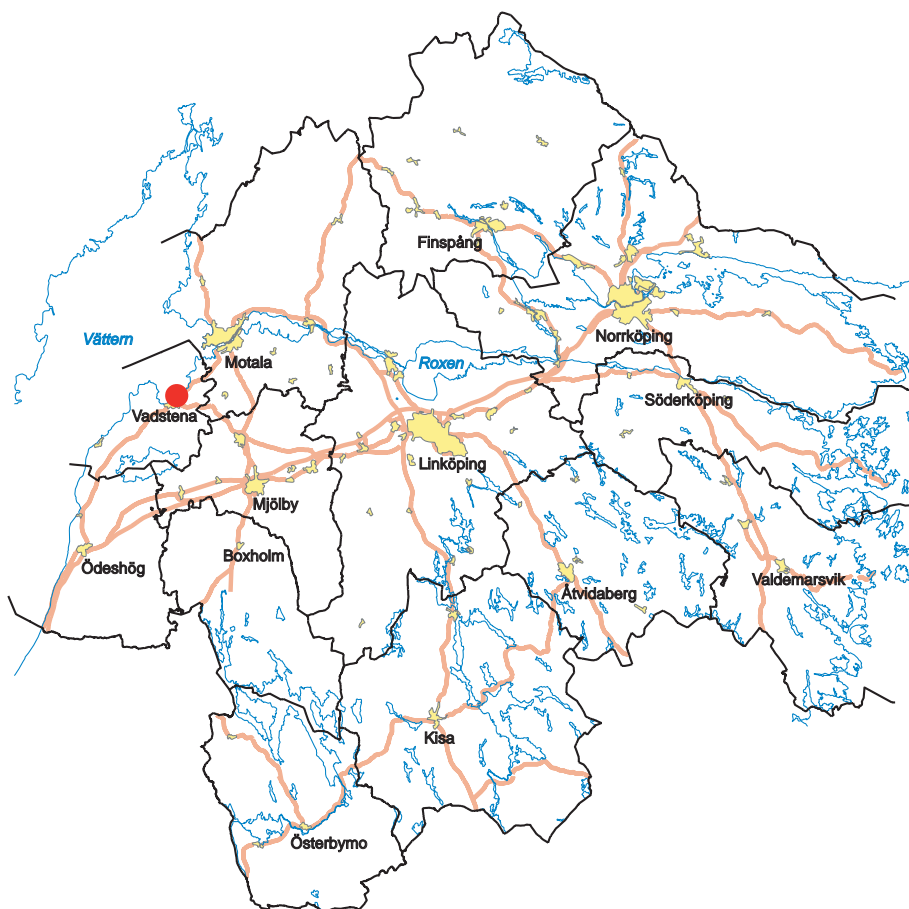 Finspång
Vättern
Norrköping
Motala
Roxen
Söderköping
Vadstena
Linköping
Mjölby
Boxholm
Ödeshög
Valdemarsvik
Åtvidaberg
Kisa
Österbymo